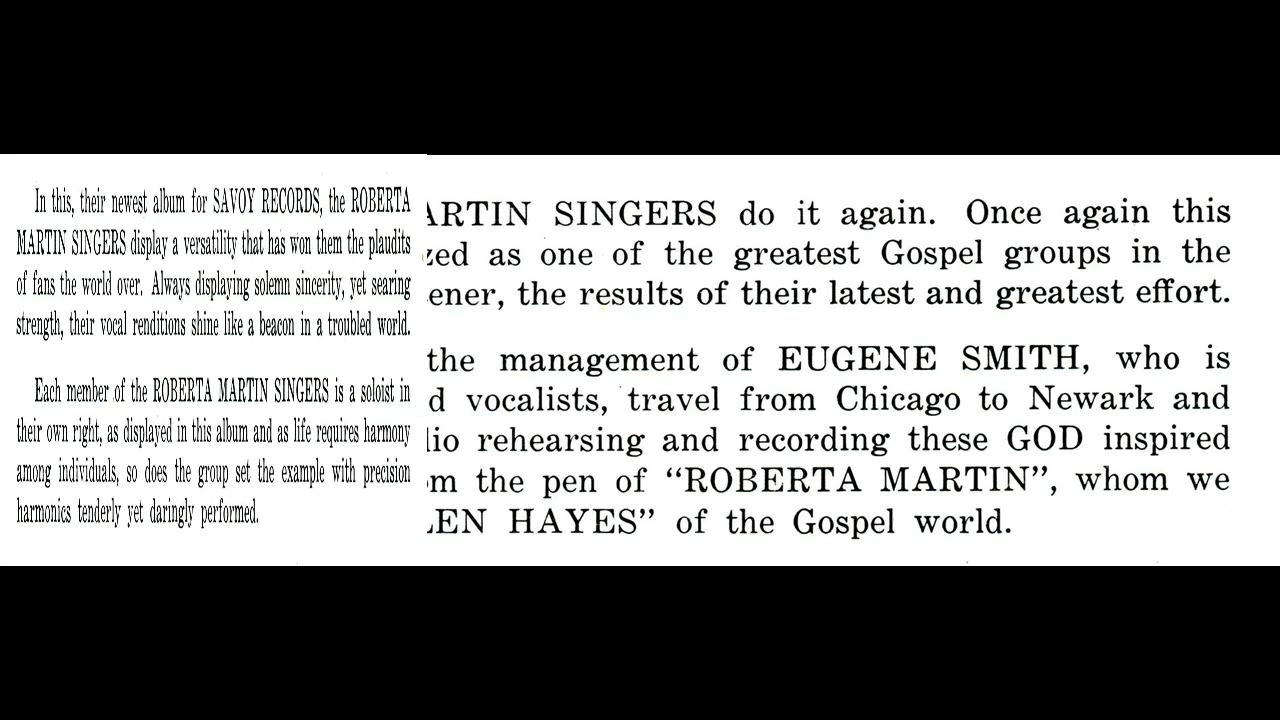 In this, their newest album for SAVOY RECORDS, the ROBERTA
MARTIN SINGERS display a versatility that has won them the plaudits
of fans the world over. Always displaying solemn sincerity, yet searing
strength, their vocal renditions shine like a beacon in a troubled world.
Each member of the ROBERTA MARTIN SINGERS is a soloist in
their own right, as displayed in this album and as life requires harmony
among individuals, so does the group set the example with precision
harmonics tenderly yet daringly performed.
SINGERS do it again. Once again this
as one of the greatest Gospel groups in the
the results of their latest and greatest effort.
the management of EUGENE SMITH, who is
vocalists, travel from Chicago to Newark and
rehearsing and recording these GOD inspired
the pen of “ROBERTA MARTIN”, whom we
HAYES” of the Gospel world.